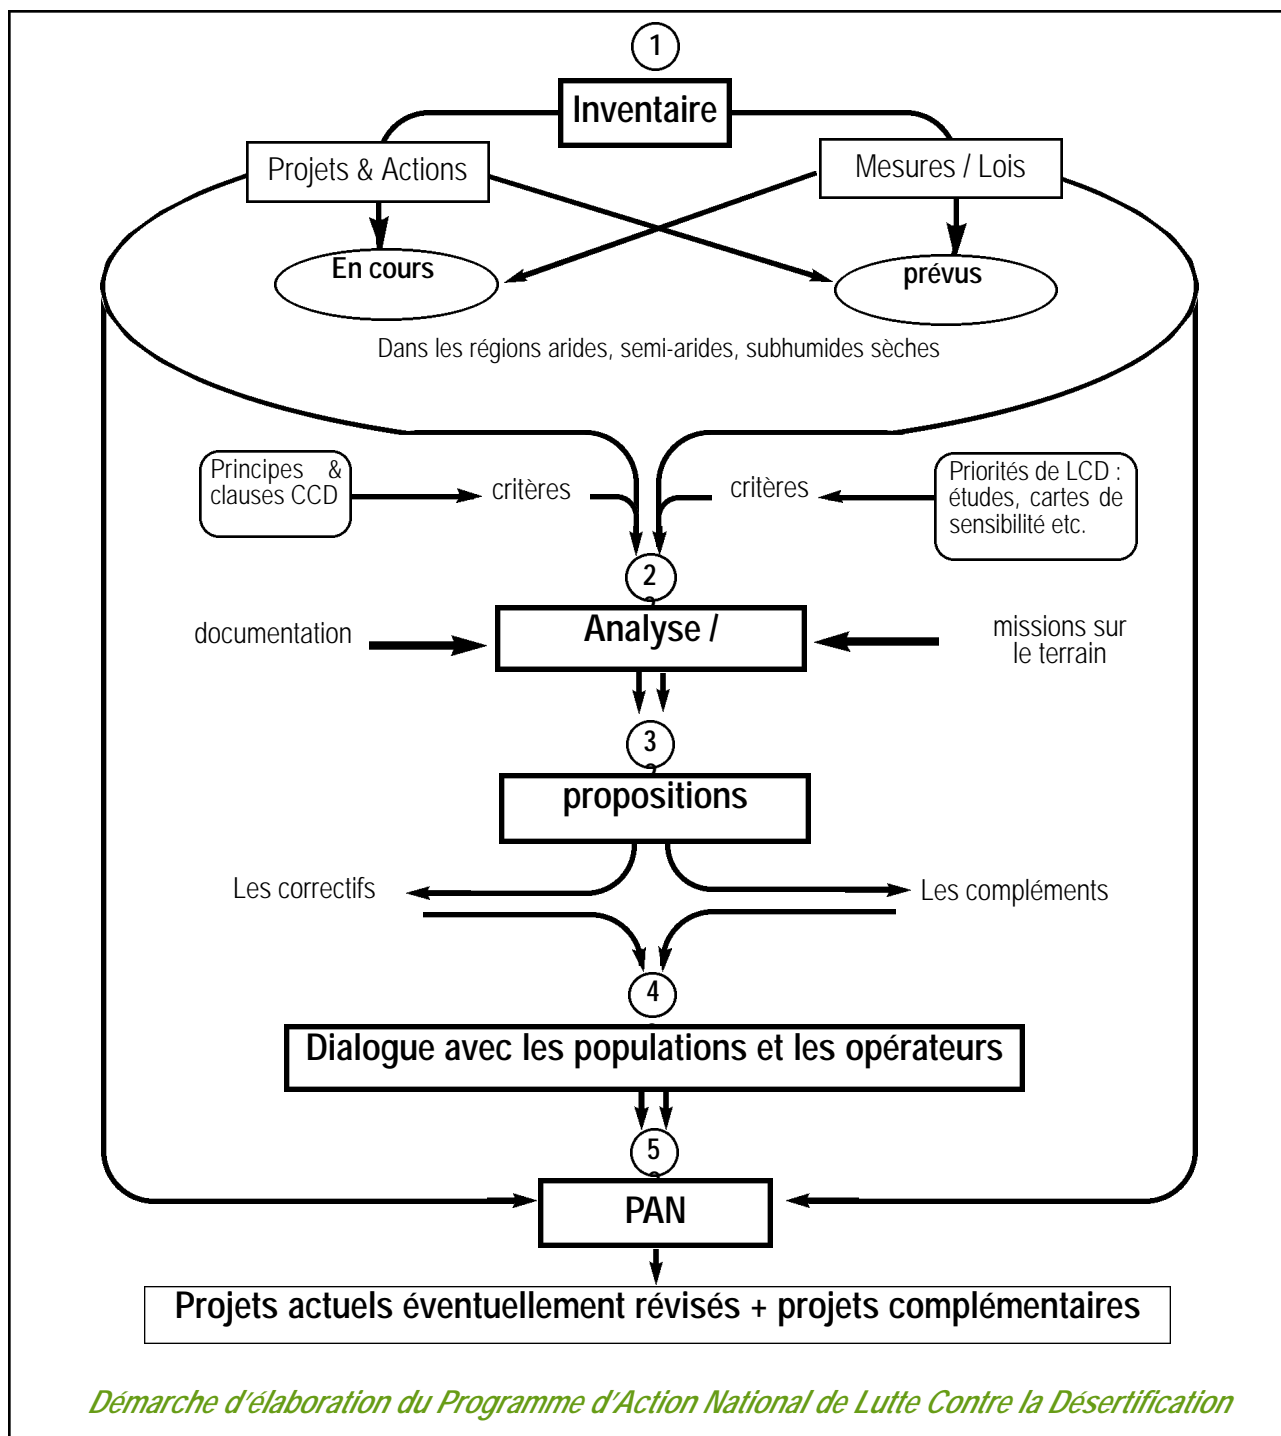 1
Inventaire
Projets & Actions
Mesures / Lois
En cours
prévus
Dans les régions arides, semi-arides, subhumides sèches
Principes &
clauses CCD
critères
critères
Priorités de LCD :
études, cartes de
sensibilité etc.
2
documentation
Analyse /
missions sur
le terrain
3
propositions
Les correctifs
Les compléments
4
Dialogue avec les populations et les opérateurs
5
PAN
Projets actuels éventuellement révisés + projets complémentaires
Démarche d'élaboration du Programme d'Action National de Lutte Contre la Désertification